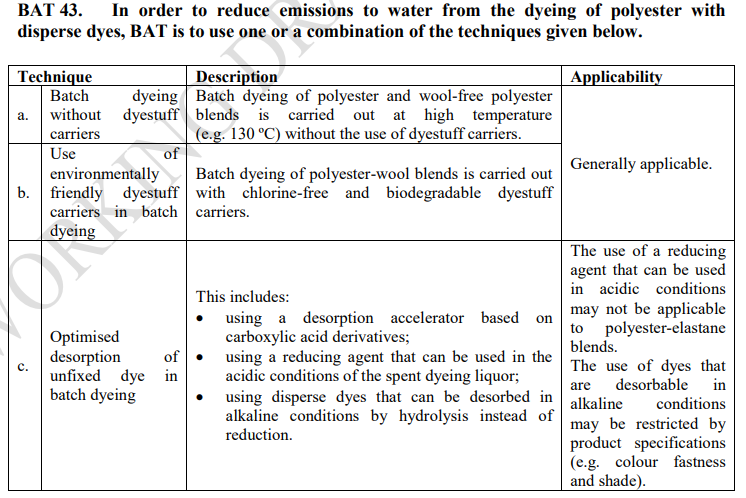 BAT 43. In order to reduce emissions to water from the dyeing of polyester with
disperse dyes, BAT is to use one or a combination of the techniques given below.
Technique
Description
Applicability
a.
Batch dyeing
without dyestuff
carriers
Batch dyeing of polyester and wool-free polyester
blends is carried out at high temperature
(e.g. 130 ºC) without the use of dyestuff carriers.
Generally applicable.
b.
Use of
environmentally
friendly dyestuff
carriers in batch
dyeing
Batch dyeing of polyester-wool blends is carried out
with chlorine-free and biodegradable dyestuff
carriers.
c.
Optimised
desorption of
unfixed dye in
batch dyeing
This includes:
• using a desorption accelerator based on
carboxylic acid derivatives;
• using a reducing agent that can be used in the
acidic conditions of the spent dyeing liquor;
• using disperse dyes that can be desorbed in
alkaline conditions by hydrolysis instead of
reduction.
The use of a reducing
agent that can be used
in acidic conditions
may not be applicable
to polyester-elastane
blends.
The use of dyes that
are desorbable in
alkaline conditions
may be restricted by
product specifications
(e.g. colour fastness
and shade).
WORKING DR